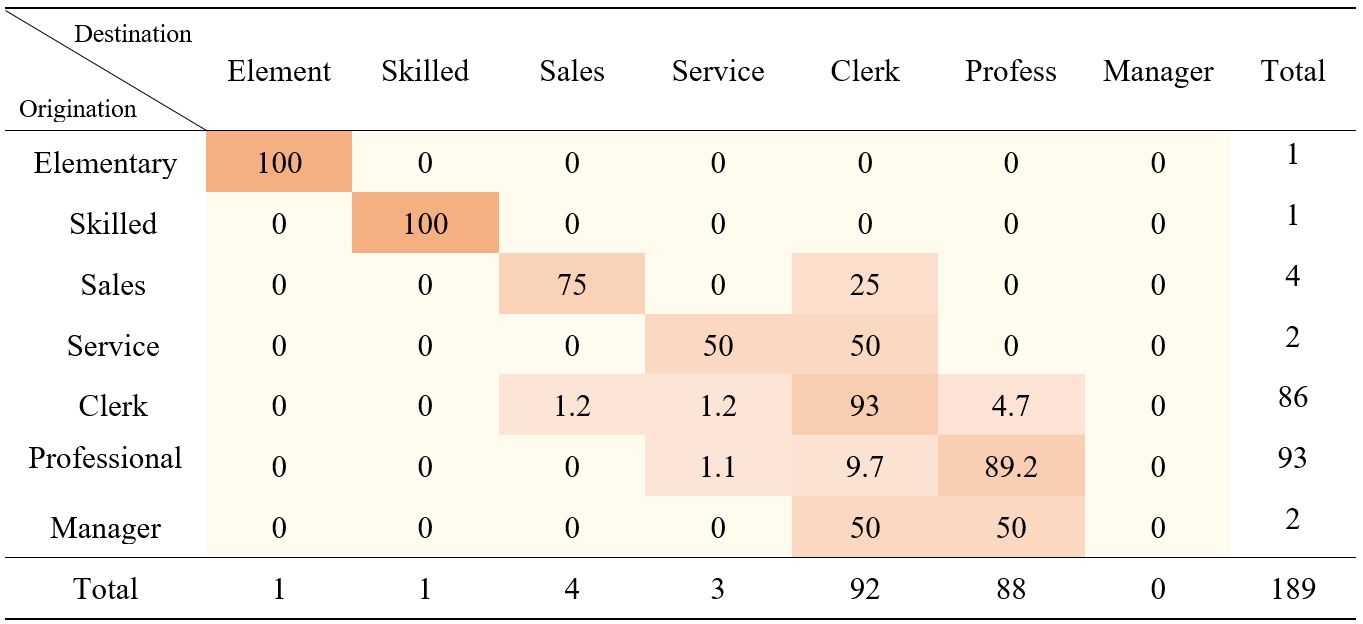 Destination
Origination
Element Skilled Sales Service Clerk Profess Manager Total
Elementary 100 0 0 0 0 0 0 1
Skilled 0 100 0 0 0 0 0 1
Sales 0 0 75 0 25 0 0 4
Service 0 0 0 50 50 0 0 2
Clerk 0 0 1.2 1.2 93 4.7 0 86
Professional 0 0 0 1.1 9.7 89.2 0 93
Manager 0 0 0 0 50 50 0 2
Total 1 1 4 3 92 88 0 189